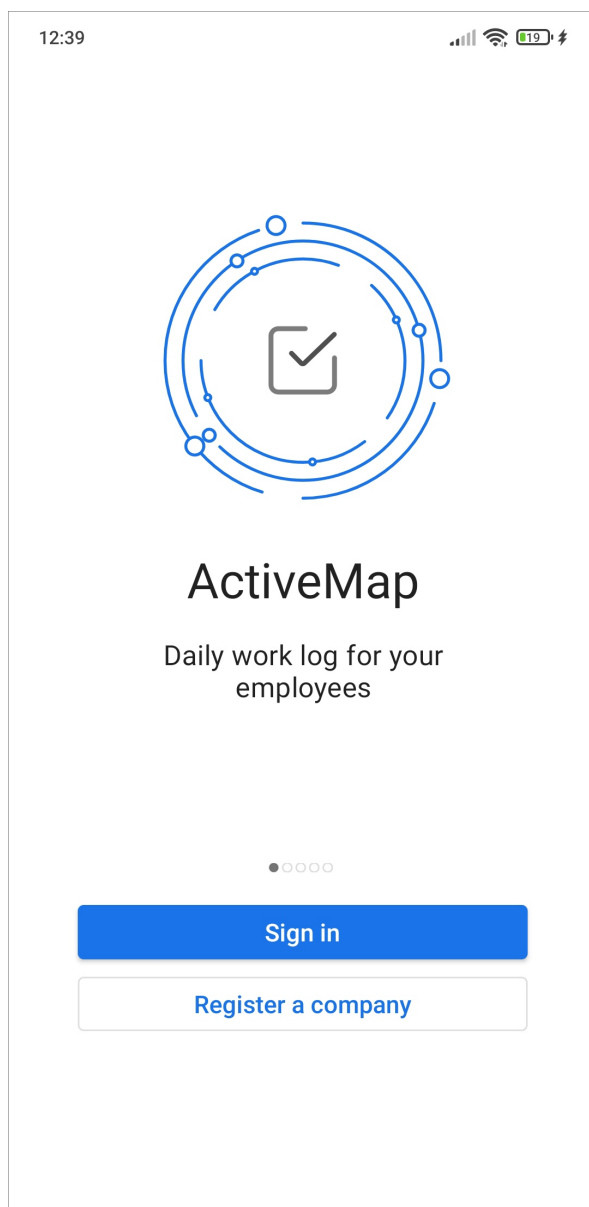 12:39
19
ActiveMap
Daily work log for your
employees
Sign in
Register a company